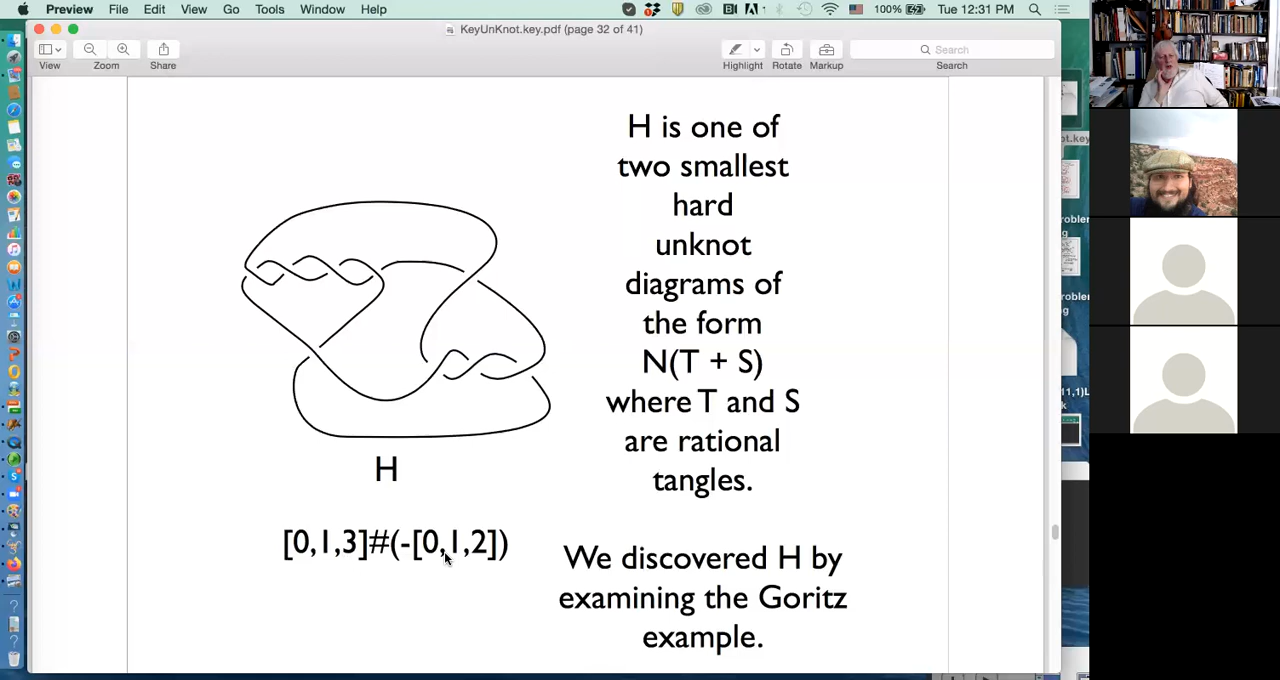 Preview File Edit View Go Tools Window Help 100% Tue 12:31 PM
KeyUnKnot.key.pdf (page 32 of 41)
Search
View Zoom Share Highlight Rotate Markup Search
H is one of
two smallest
hard
unknot
diagrams of
the form
N(T + S)
where T and S
are rational
tangles.
H
[0,1,3]#(-[0,1,2])
We discovered H by
examining the Goritz
example.